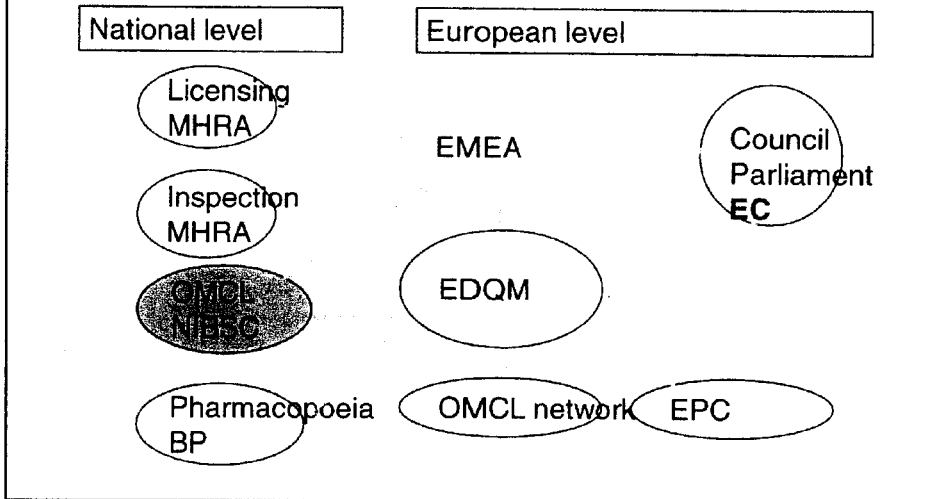 National level
European level
Licensing
MHRA
Inspection
MHRA
OMCL
NIBSC
Pharmacopoeia
BP
EMEA
EDQM
OMCL network
EPC
Council
Parliament
EC